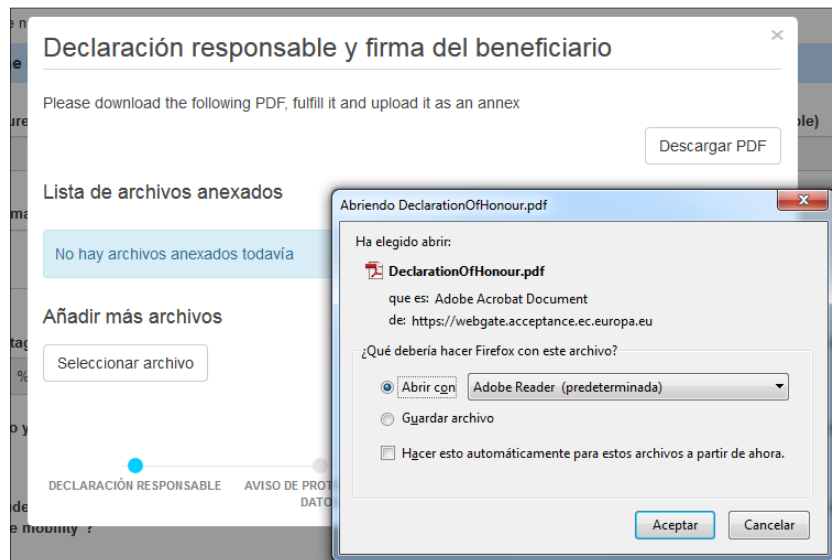 Declaración responsable y firma del beneficiario
×
Please download the following PDF, fulfill it and upload it as an annex
Descargar PDF
Lista de archivos anexados
No hay archivos anexados todavía
Añadir más archivos
Seleccionar archivo
DECLARACIÓN RESPONSABLE
AVISO DE PROT
DATO
Abriendo DeclarationOfHonour.pdf
Ha elegido abrir:
DeclarationOfHonour.pdf
que es: Adobe Acrobat Document
de: https://webgate.acceptance.ec.europa.eu
¿Qué debería hacer Firefox con este archivo?
Abrir con
Adobe Reader (predeterminada)
Guardar archivo
Hacer esto automáticamente para estos archivos a partir de ahora.
Aceptar
Cancelar
e mobility ?